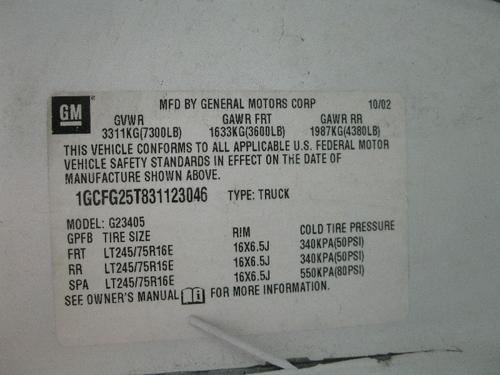 GM
MFD BY GENERAL MOTORS CORP 10/02
GVWR GAWR FRT GAWR RR
3311KG(7300LB) 1633KG(3600LB) 1987KG(4380LB)
THIS VEHICLE CONFORMS TO ALL APPLICABLE U.S. FEDERAL MOTOR
VEHICLE SAFETY STANDARDS IN EFFECT ON THE DATE OF
MANUFACTURE SHOWN ABOVE.
1GCFG25T831123046 TYPE: TRUCK
MODEL: G23405
GPFB TIRE SIZE RIM COLD TIRE PRESSURE
FRT LT245/75R16E 16X6.5J 340KPA(50PSI)
RR LT245/75R16E 16X6.5J 340KPA(50PSI)
SPA LT245/75R16E 16X6.5J 550KPA(80PSI)
SEE OWNER'S MANUAL FOR MORE INFORMATION.